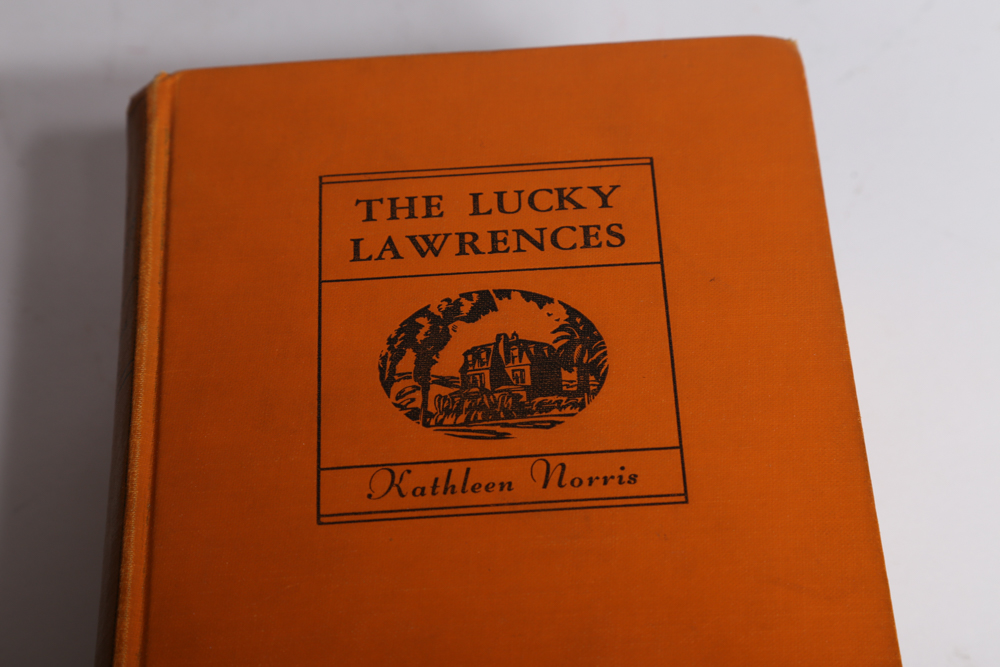 THE LUCKY
LAWRENCES
Kathleen Norris